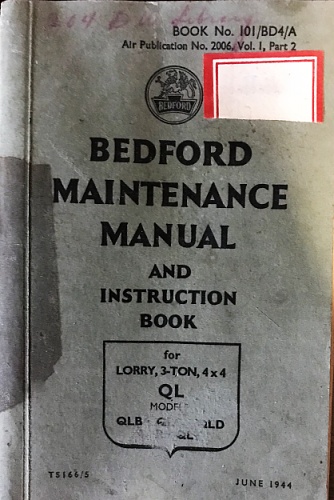 BOOK No. 101/BD4/A
Air Publication No. 2006, Vol. 1, Part 2
BEDFORD
BEDFORD
MAINTENANCE
MANUAL
AND
INSTRUCTION
BOOK
for
LORRY, 3-TON, 4 x 4
QL
QLB
TS166/5
JUNE 1944